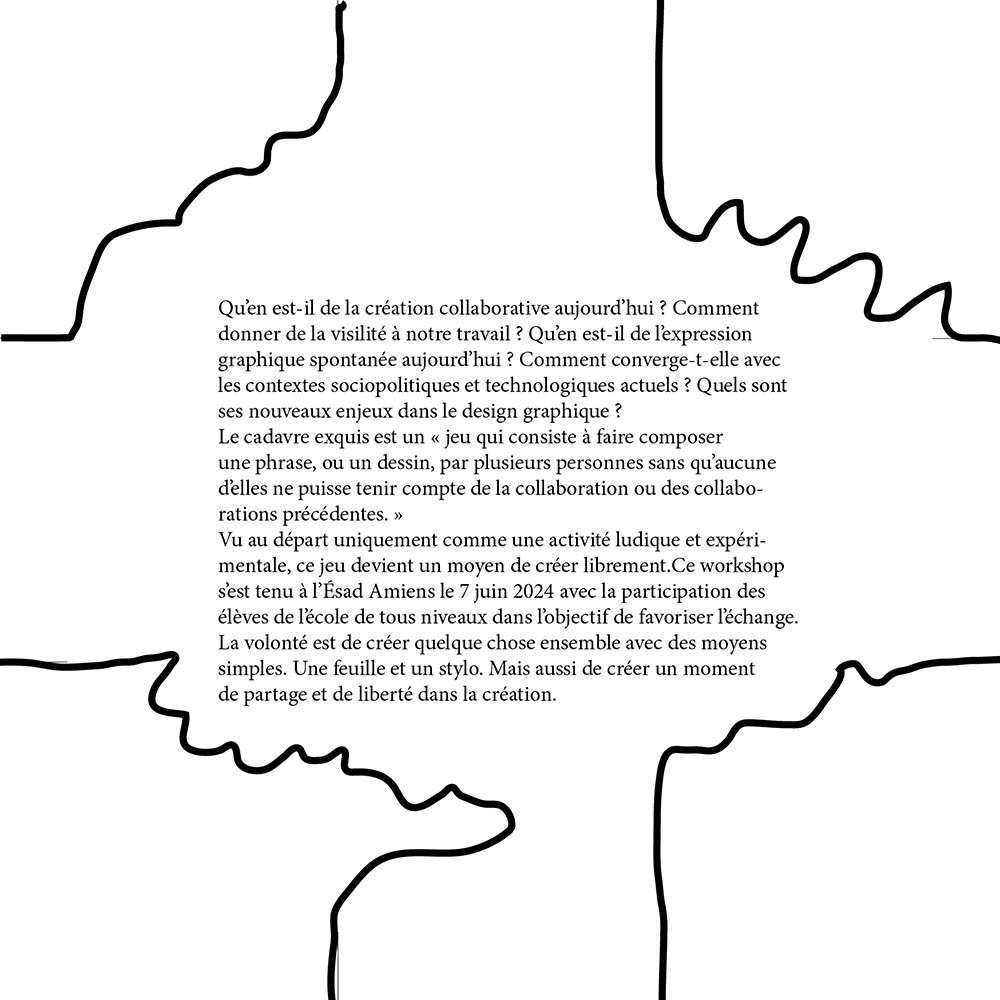 Qu'en est-il de la création collaborative aujourd'hui ? Comment
donner de la visilité à notre travail ? Qu'en est-il de l'expression
graphique spontanée aujourd'hui ? Comment converge-t-elle avec
les contextes sociopolitiques et technologiques actuels ? Quels sont
ses nouveaux enjeux dans le design graphique ?
Le cadavre exquis est un « jeu qui consiste à faire composer
une phrase, ou un dessin, par plusieurs personnes sans qu'aucune
d'elles ne puisse tenir compte de la collaboration ou des collabo-
rations précédentes. »
Vu au départ uniquement comme une activité ludique et expéri-
mentale, ce jeu devient un moyen de créer librement.Ce workshop
s'est tenu à l'Ésad Amiens le 7 juin 2024 avec la participation des
élèves de l'école de tous niveaux dans l'objectif de favoriser l'échange.
La volonté est de créer quelque chose ensemble avec des moyens
simples. Une feuille et un stylo. Mais aussi de créer un moment
de partage et de liberté dans la création.